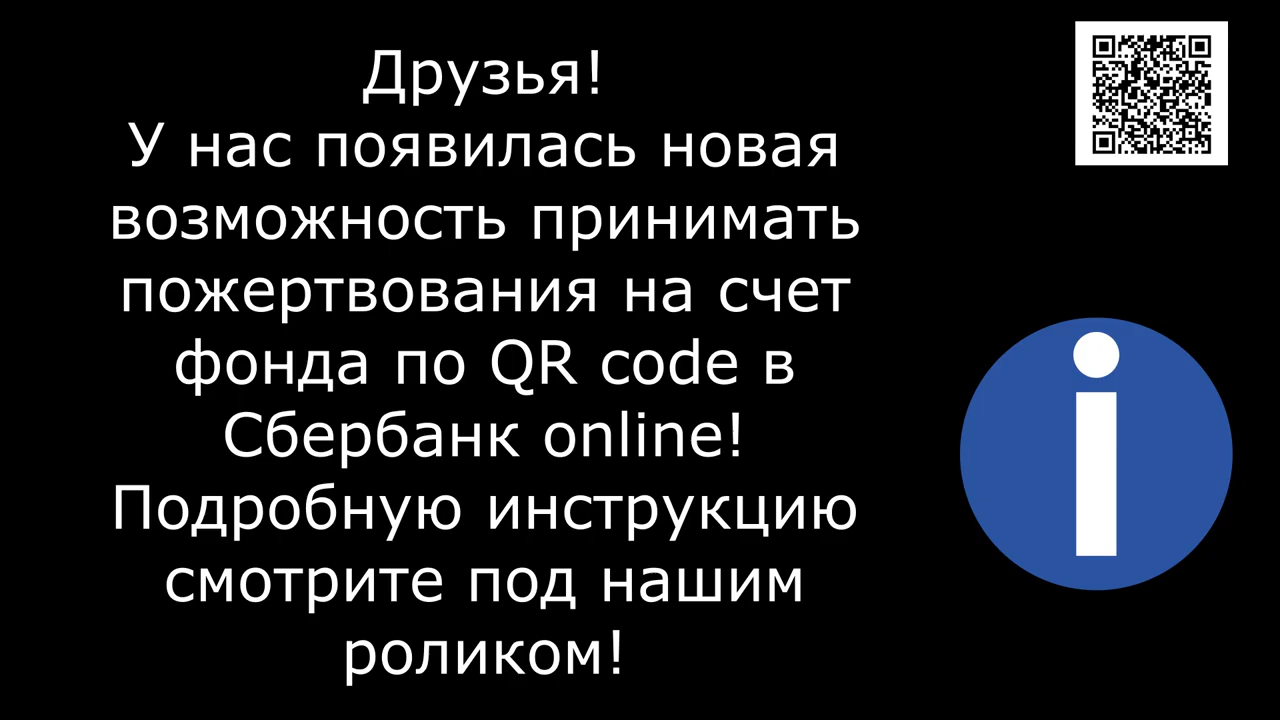 Друзья!
У нас появилась новая
возможность принимать
пожертвования на счет
фонда по QR code в
Сбербанк online!
Подробную инструкцию
смотрите под нашим
роликом!
i